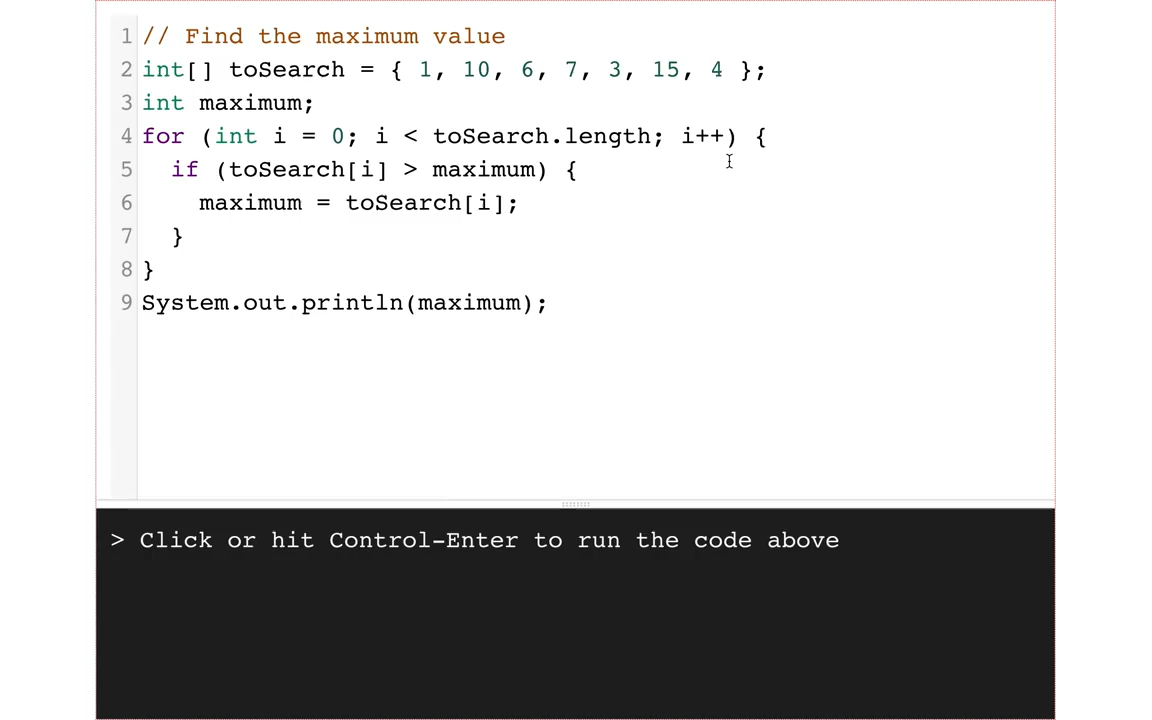 1 // Find the maximum value
2 int[] toSearch = { 1, 10, 6, 7, 3, 15, 4 };
3 int maximum;
4 for (int i = 0; i < toSearch.length; i++) {
5   if (toSearch[i] > maximum) {
6     maximum = toSearch[i];
7   }
8 }
9 System.out.println(maximum);
> Click or hit Control-Enter to run the code above